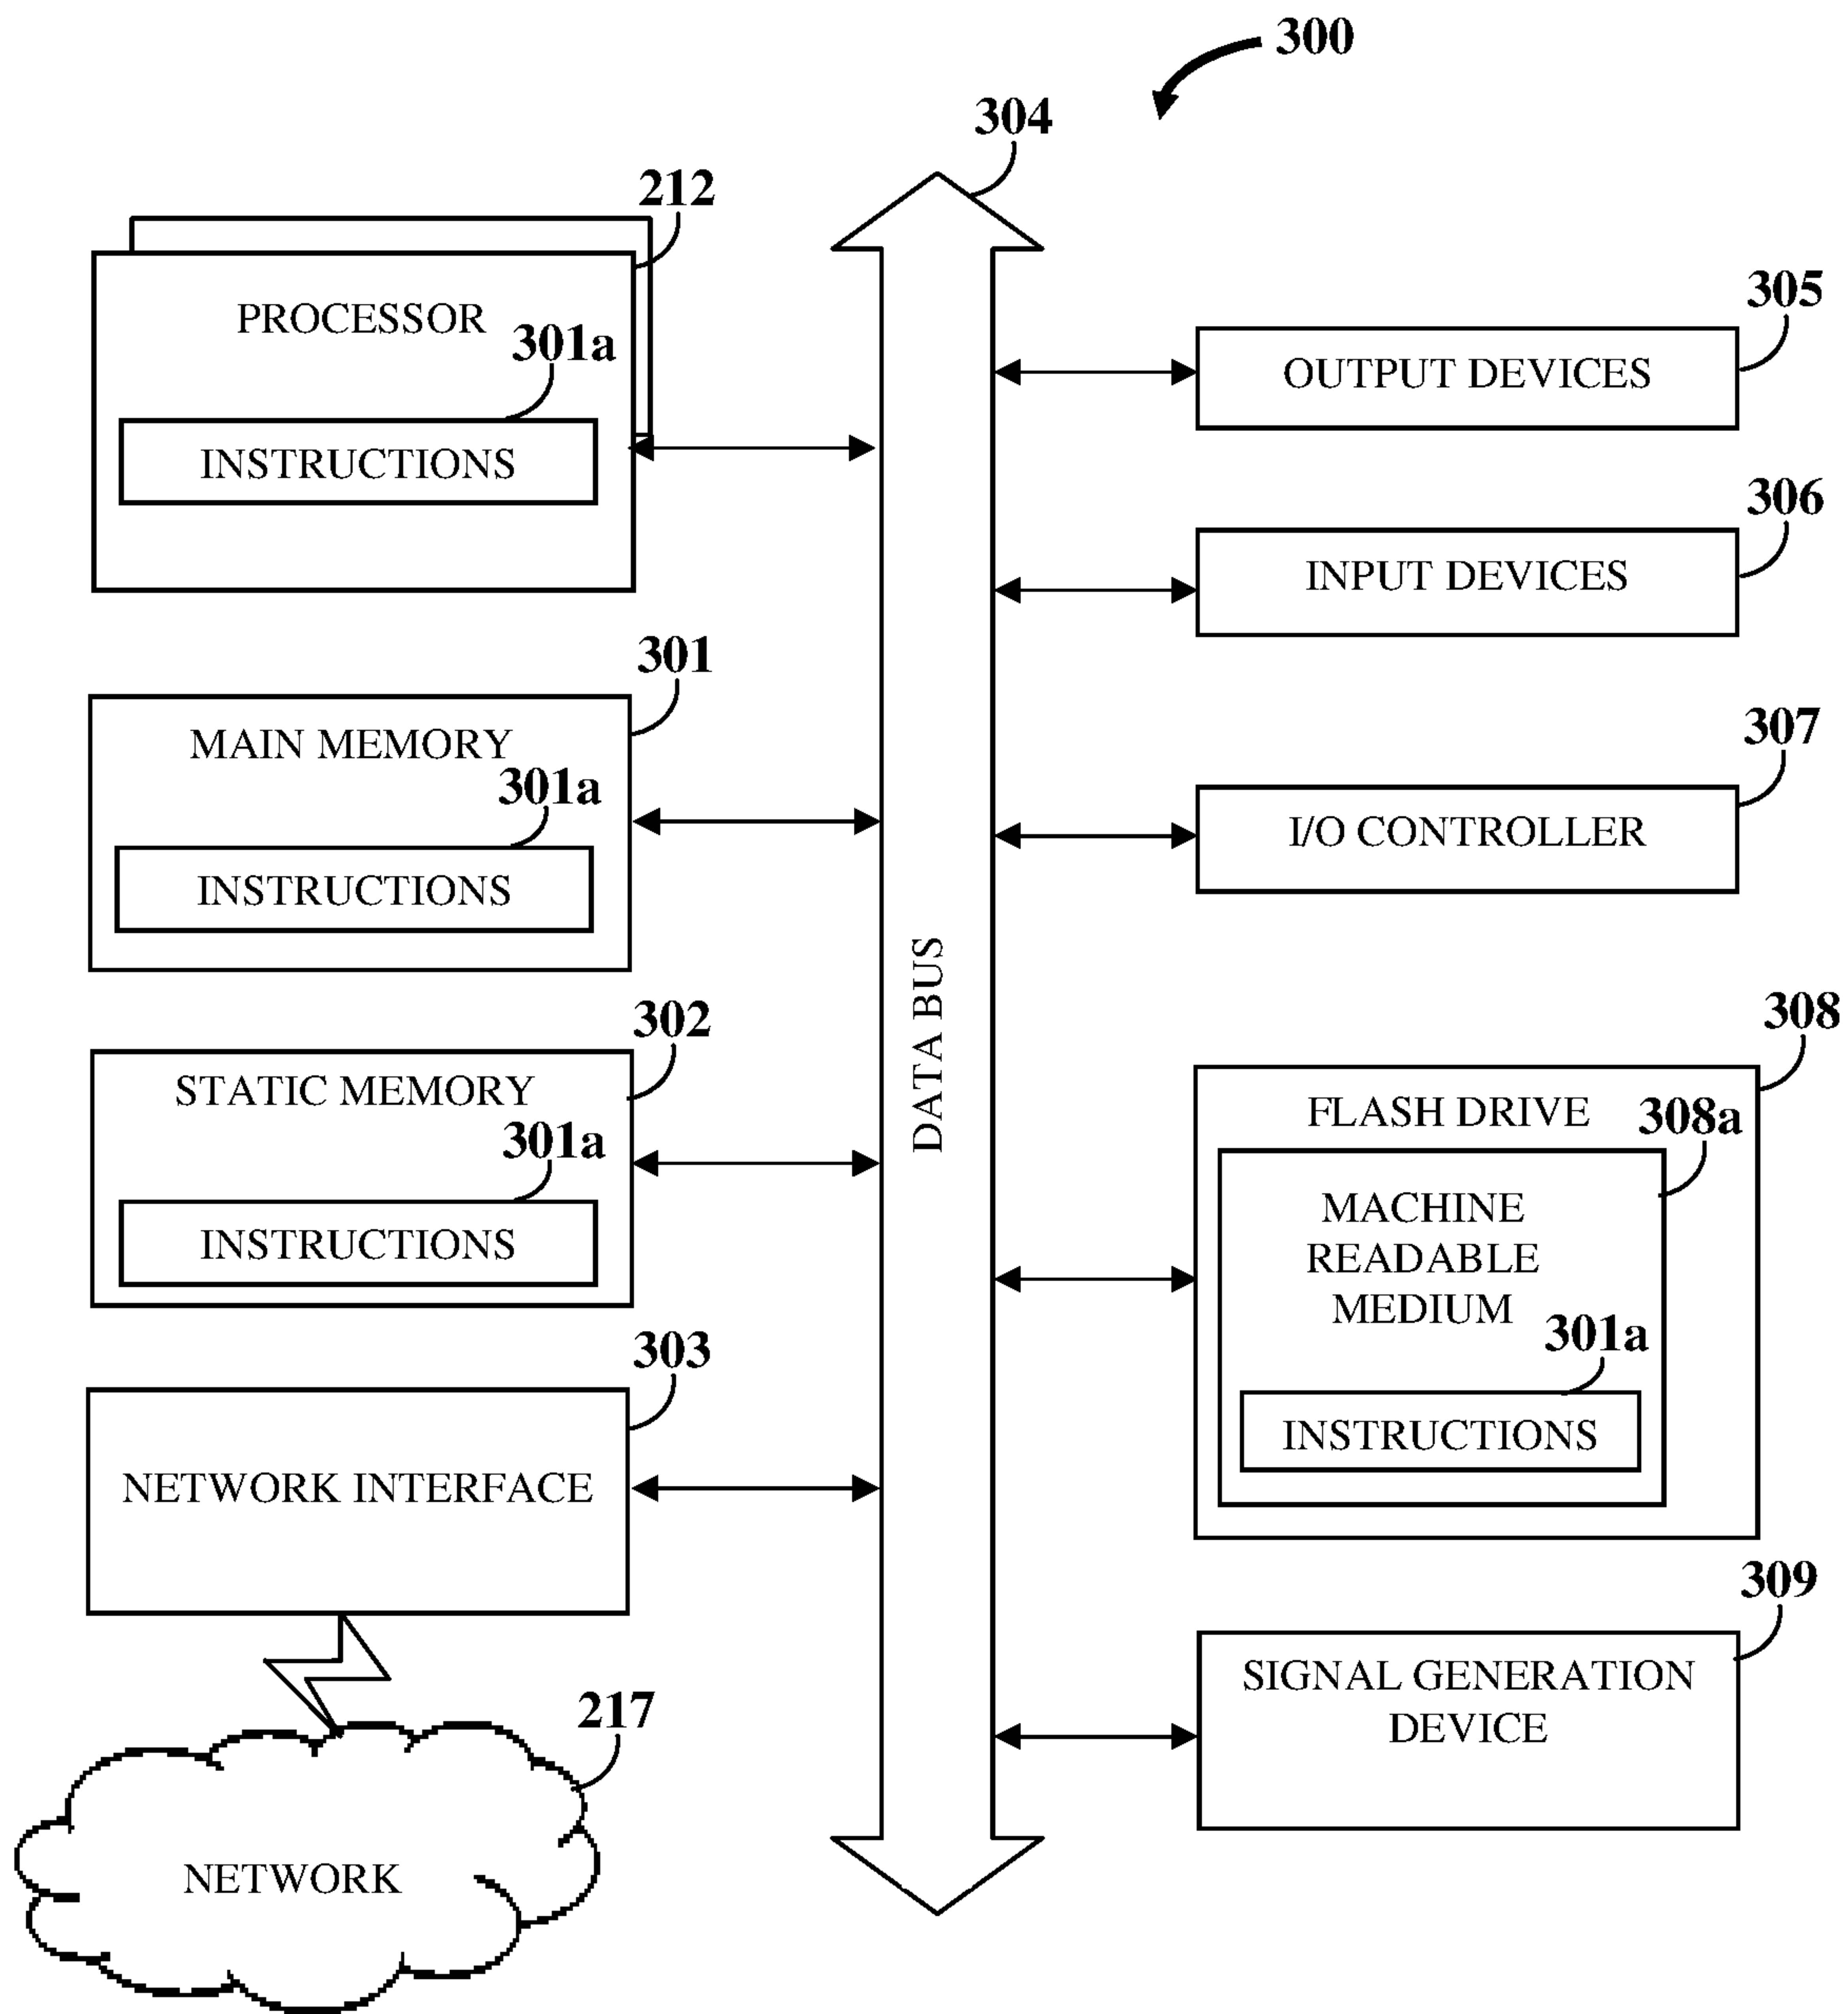 300
304
212
PROCESSOR
301a
INSTRUCTIONS
301
MAIN MEMORY
301a
INSTRUCTIONS
302
STATIC MEMORY
301a
INSTRUCTIONS
303
NETWORK INTERFACE
217
NETWORK
DATA BUS
305
OUTPUT DEVICES
306
INPUT DEVICES
307
I/O CONTROLLER
308
FLASH DRIVE
308a
MACHINE
READABLE
MEDIUM
301a
INSTRUCTIONS
309
SIGNAL GENERATION
DEVICE